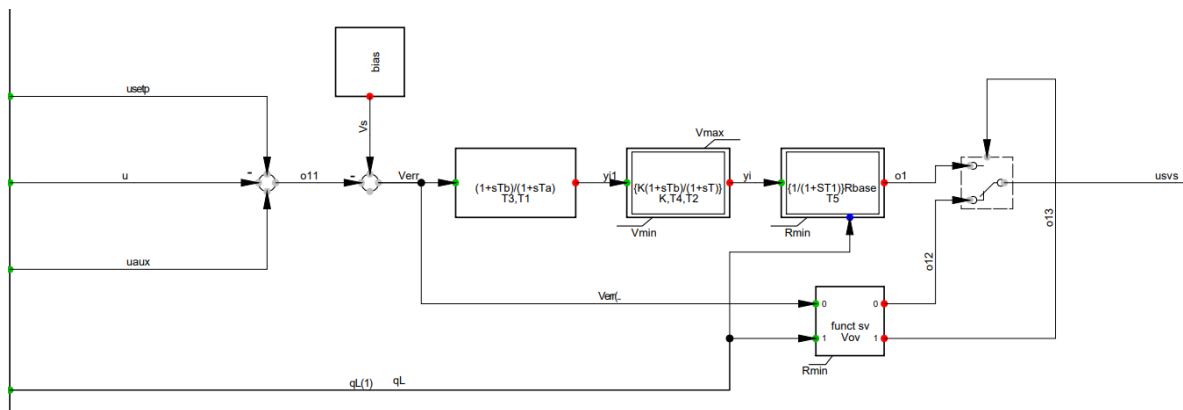 bias
usetp
Vs
u
-
o11
-
Verr
(1+sTb)/(1+sTa)
T3,T1
yi1
Vmax
{K(1+sTb)/(1+sT)}
K,T4,T2
Vmin
yi
{1/(1+ST1)}Rbase
T5
Rmin
o1
usvs
o13
o12
uaux
Verr(..
0
0
funct sv
Vov
1
1
Rmin
qL(1)
qL